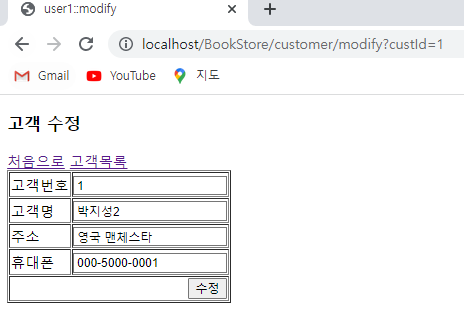 user1::modify
localhost/BookStore/customer/modify?custId=1
Gmail YouTube 지도
고객 수정
처음으로 고객목록
고객번호 1
고객명 박지성2
주소 영국 맨체스타
휴대폰 000-5000-0001
수정